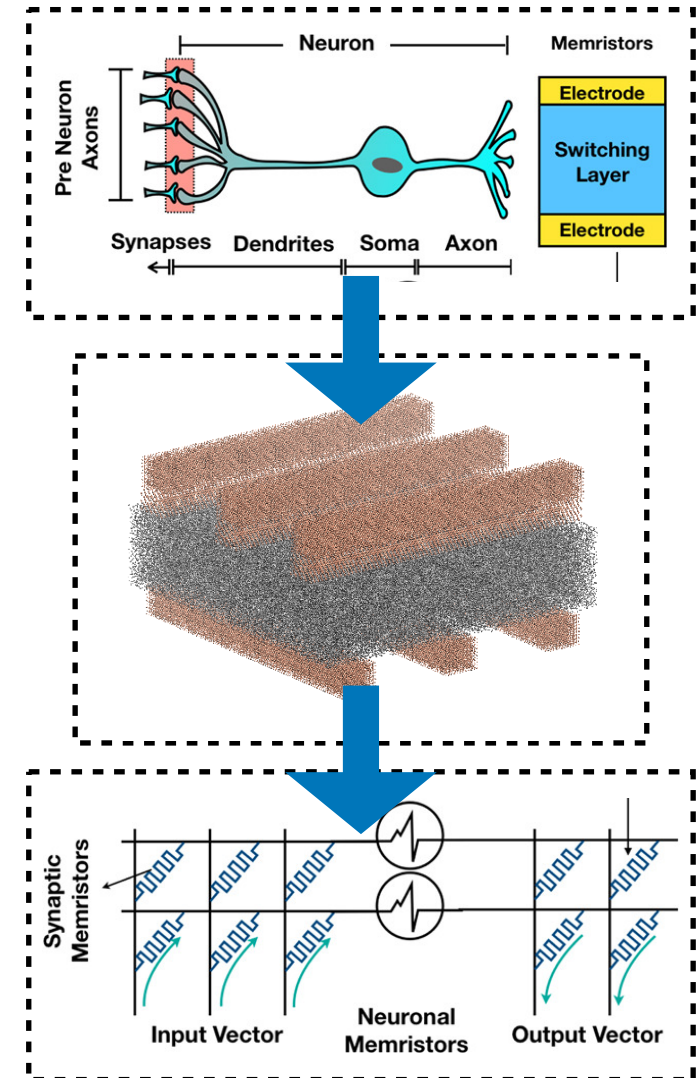 Neuron
Memristors
Pre Neuron
Axons
Electrode
Switching
Layer
Electrode
Synapses
Dendrites
Soma
Axon
Synaptic
Memristors
Input Vector
Neuronal
Memristors
Output Vector